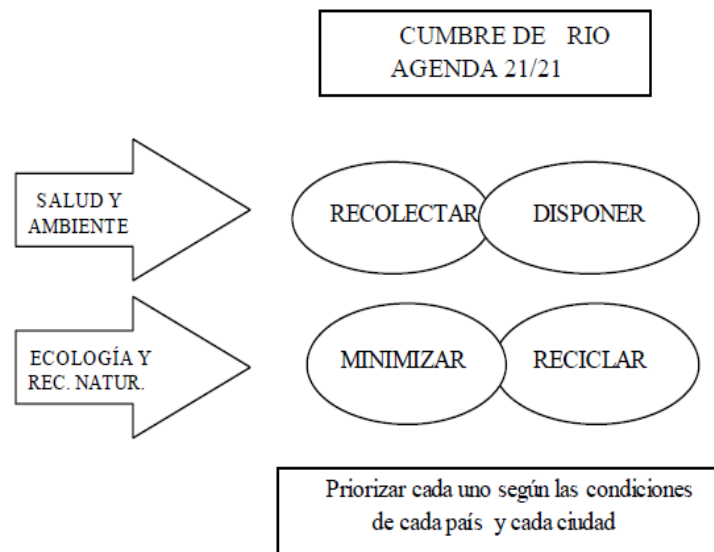 CUMBRE DE RIO
AGENDA 21/21
SALUD Y
AMBIENTE
RECOLECTAR
DISPONER
ECOLOGÍA Y
REC. NATUR.
MINIMIZAR
RECICLAR
Priorizar cada uno según las condiciones
de cada país y cada ciudad